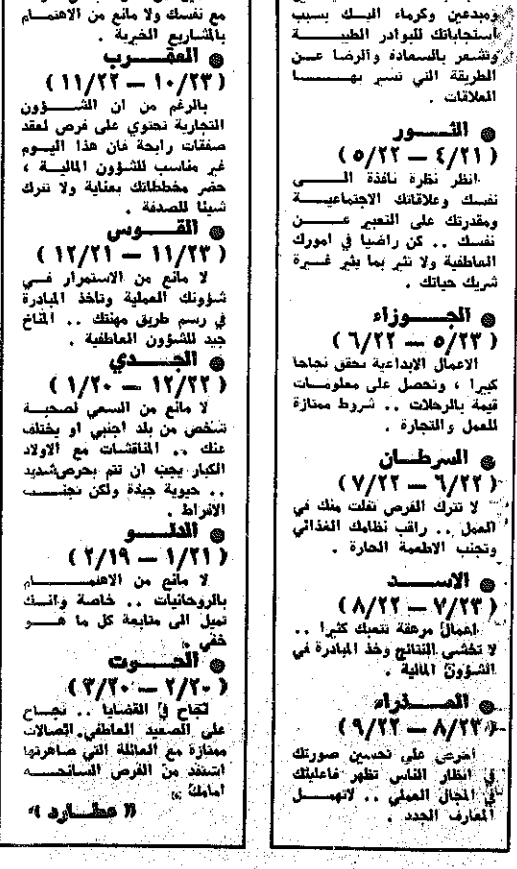 ومبدعين وكرماء اليك بسبب
استجاباتك للبوادر الطيبة
وتشعر بالسعادة والرضا عن
الطريقة التي تسير بها
العلاقات .
● الثور
( ٤/٢١ — ٥/٢٢ )
انظر نظرة نافذة الى
نفسك وعلاقاتك الاجتماعية
ومقدرتك على التعبير عن
نفسك .. كن راضيا في امورك
العاطفية ولا تثر بما يثير غيرة
شريك حياتك .
● الجوزاء
( ٥/٢٣ — ٦/٢٢ )
الاعمال الابداعية تحقق نجاحا
كبيرا ، وتحصل على معلومات
قيمة بالرحلات .. شروط ممتازة
للعمل والتجارة .
● السرطان
( ٦/٢٢ — ٧/٢٢ )
لا تترك الفرص تفلت منك في
العمل .. راقب نظامك الغذائي
وتجنب الاطعمة الحارة .
● الاسد
( ٧/٢٣ — ٨/٢٢ )
اعمال مرهقة تتعبك كثيرا ..
لا تخشى النتائج وخذ المبادرة في
الشؤون المالية .
● العذراء
( ٨/٢٣ — ٩/٢٢ )
احرص على تحسين صورتك
في انظار الناس تظهر فاعليتك
في المجال العملي .. لاتهمل
المعارف الجدد .
مع نفسك ولا مانع من الاهتمام
بالمشاريع الخيرية .
● العقرب
( ١٠/٢٣ — ١١/٢٢ )
بالرغم من ان الشؤون
التجارية تحتوي على فرص لعقد
صفقات رابحة فان هذا اليوم
غير مناسب للشؤون المالية ،
حضر مخططاتك بعناية ولا تترك
شيئا للصدفة .
● القوس
( ١١/٢٣ — ١٢/٢١ )
لا مانع من الاستمرار في
شؤونك العملية وتاخذ المبادرة
في رسم طريق مهنتك .. المناخ
جيد للشؤون العاطفية .
● الجدي
( ١٢/٢٢ — ١/٢٠ )
لا مانع من السعي لصحبة
شخص من بلد اجنبي او يختلف
عنك .. المناقشات مع الاولاد
الكبار يجب ان تتم بحرص شديد
.. حيوية جيدة ولكن تجنب
الافراط .
● الدلو
( ١/٢١ — ٢/١٩ )
لا مانع من الاهتمام
بالروحانيات .. خاصة وانك
تميل الى متابعة كل ما هو
خفي .
● الحوت
( ٢/٢٠ — ٣/٢٠ )
نجاح في القضايا .. نجاح
على الصعيد العاطفي. اتصالات
ممتازة مع العائلة التي صاهرتها
استفد من الفرص السانحة
امامك .
« عطارد »